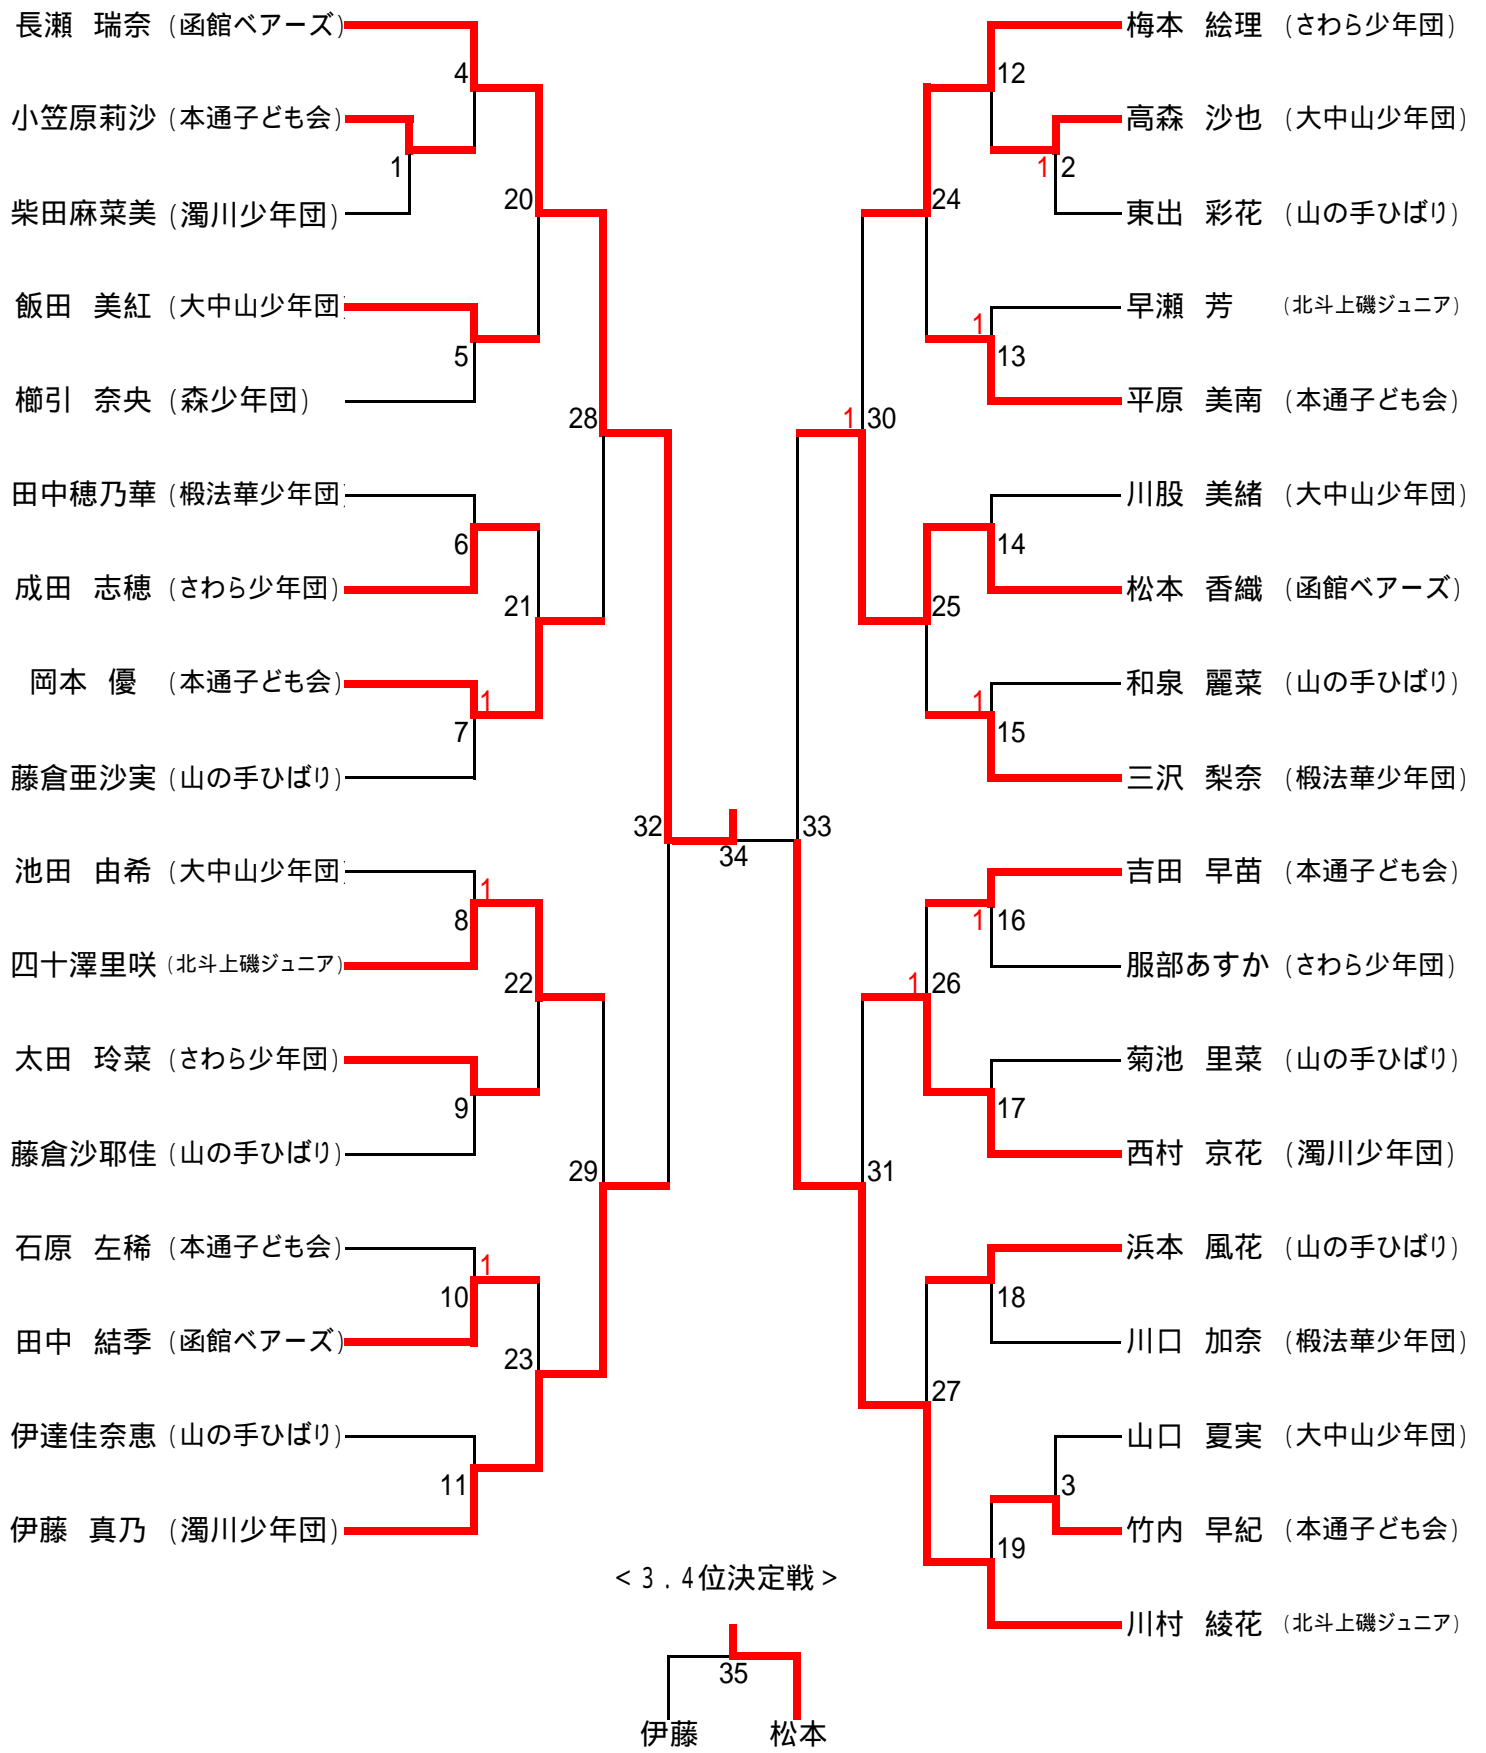 長瀬 瑞奈 (函館ベアーズ)
4
小笠原莉沙 (本通子ども会)
1
柴田麻菜美 (濁川少年団)
20
飯田 美紅 (大中山少年団)
5
櫛引 奈央 (森少年団)
28
田中穂乃華 (椴法華少年団
6
成田 志穂 (さわら少年団)
21
岡本 優 (本通子ども会)
1
7
藤倉亜沙実 (山の手ひばり)
32
池田 由希 (大中山少年団)
1
8
四十澤里咲 (北斗上磯ジュニア)
22
太田 玲菜 (さわら少年団)
9
藤倉沙耶佳 (山の手ひばり)
29
石原 左稀 (本通子ども会)
1
10
田中 結季 (函館ベアーズ)
23
伊達佳奈恵 (山の手ひばり)
11
伊藤 真乃 (濁川少年団)
34
梅本 絵理 (さわら少年団)
12
高森 沙也 (大中山少年団)
1 2
東出 彩花 (山の手ひばり)
24
早瀬 芳 (北斗上磯ジュニア)
1
13
平原 美南 (本通子ども会)
1 30
川股 美緒 (大中山少年団)
14
松本 香織 (函館ベアーズ)
25
和泉 麗菜 (山の手ひばり)
1
15
三沢 梨奈 (椴法華少年団)
33
吉田 早苗 (本通子ども会)
1 16
服部あすか (さわら少年団)
1 26
菊池 里菜 (山の手ひばり)
17
西村 京花 (濁川少年団)
31
浜本 風花 (山の手ひばり)
18
川口 加奈 (椴法華少年団)
27
山口 夏実 (大中山少年団)
3
竹内 早紀 (本通子ども会)
19
川村 綾花 (北斗上磯ジュニア)
<3.4位決定戦>
35
伊藤 松本